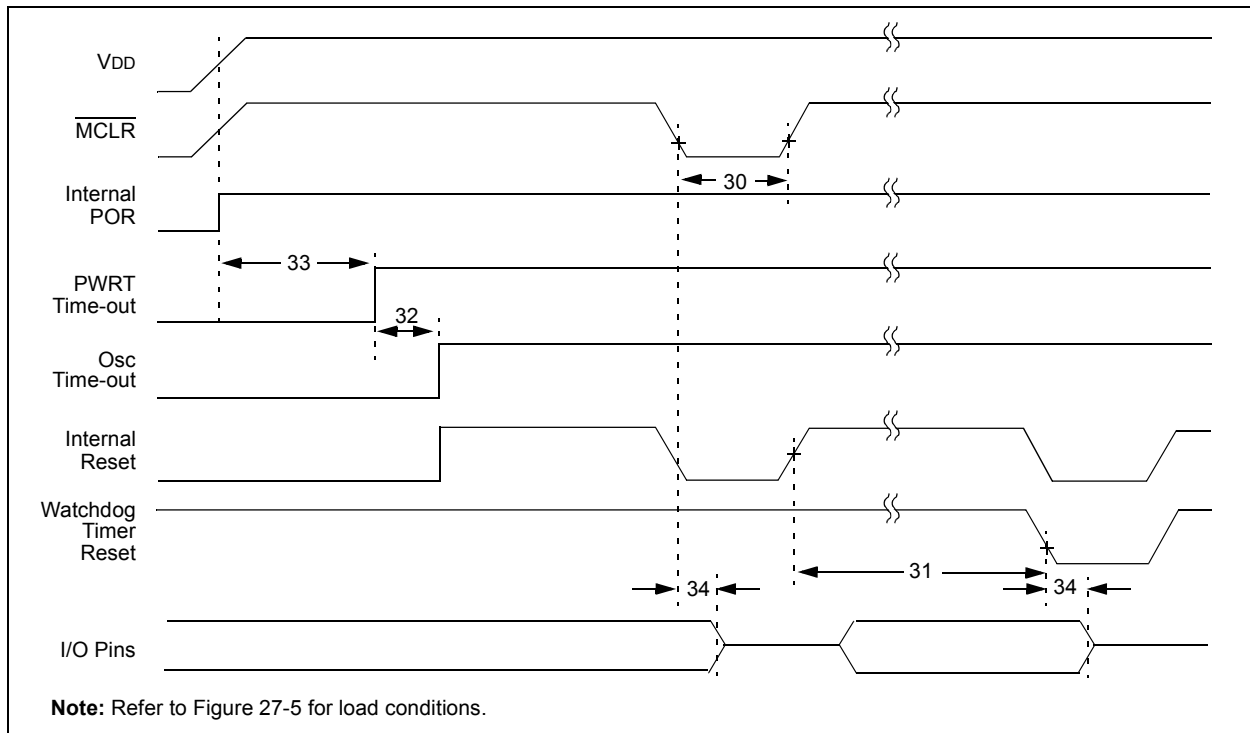 VDD
MCLR
30
Internal
POR
33
PWRT
Time-out
32
Osc
Time-out
Internal
Reset
Watchdog
Timer
Reset
31
34
34
I/O Pins
Note: Refer to Figure 27-5 for load conditions.